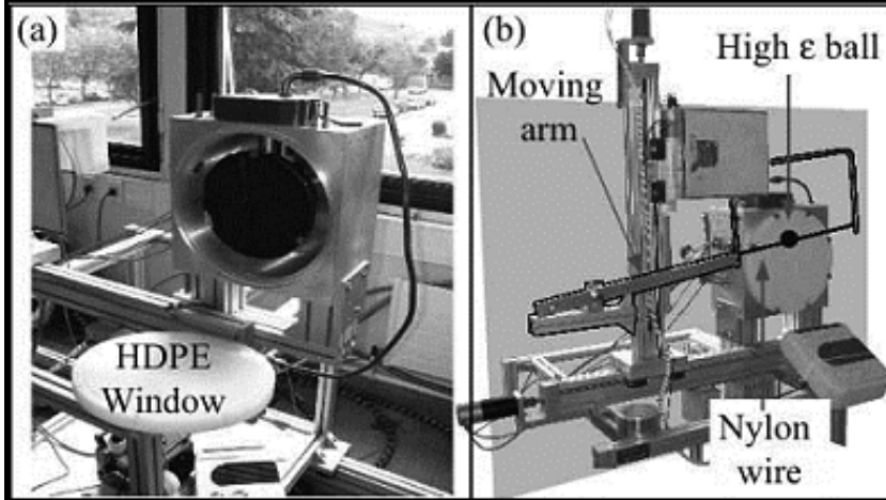 (a)
HDPE
Window
(b)
High ε ball
Moving
arm
Nylon
wire